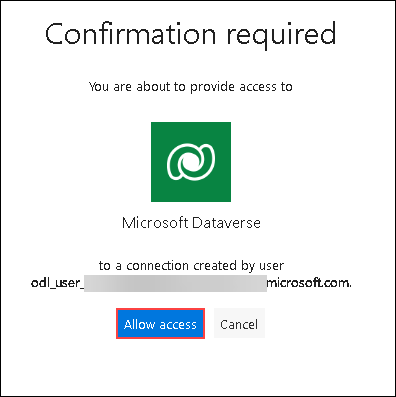 Confirmation required
You are about to provide access to
Microsoft Dataverse
to a connection created by user
odl_user_ microsoft.com.
Allow access Cancel